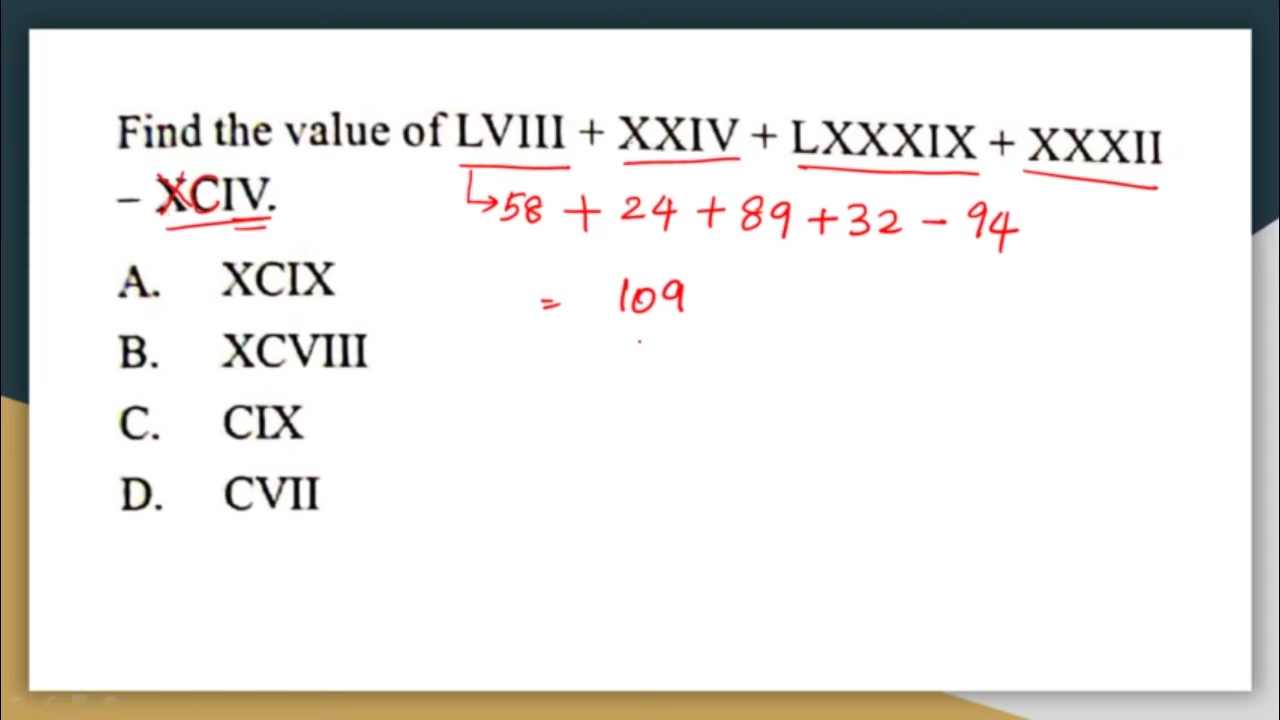 Find the value of LVIII + XXIV + LXXXIX + XXXII
– XCIV.
→58 + 24 + 89 + 32 – 94
A. XCIX
= 109
B. XCVIII
C. CIX
D. CVII